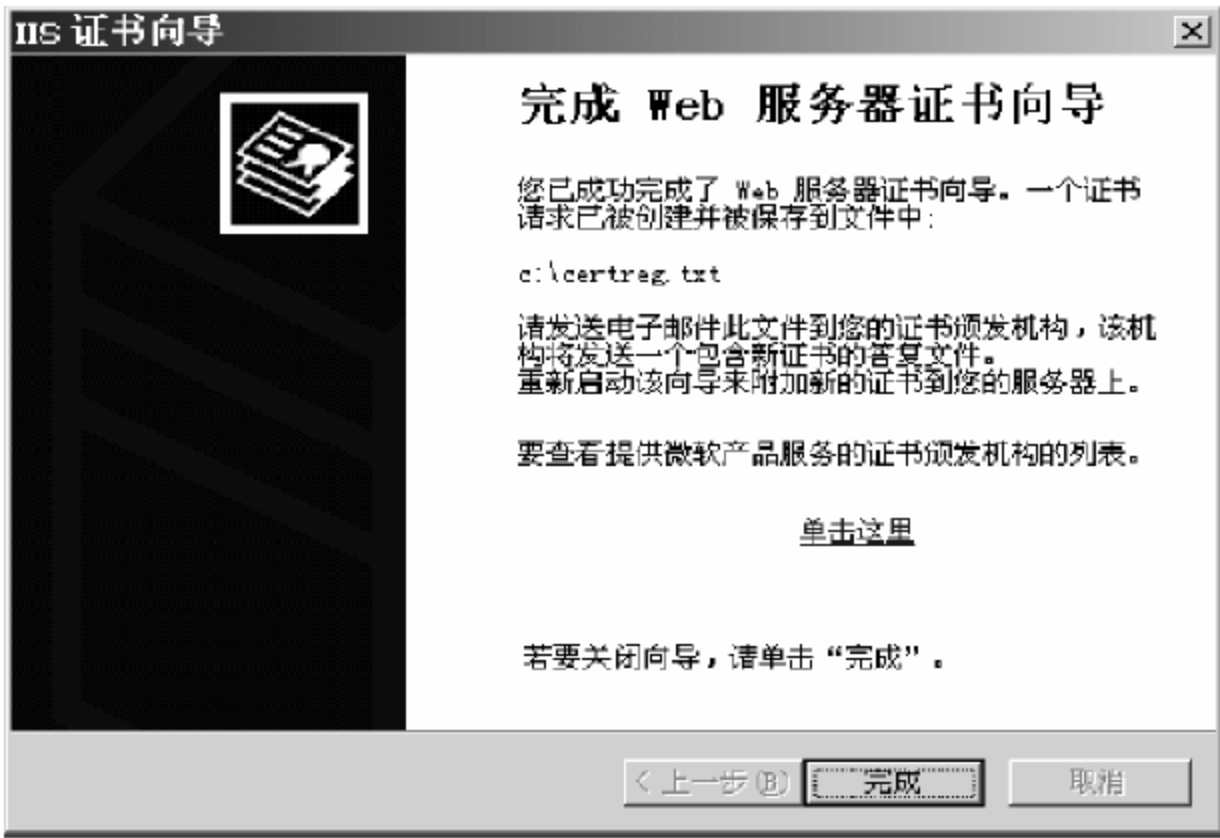 IIS 证书向导
完成 Web 服务器证书向导
您已成功完成了 Web 服务器证书向导。一个证书
请求已被创建并被保存到文件中:
c:\certreg.txt
请发送电子邮件此文件到您的证书颁发机构，该机
构将发送一个包含新证书的答复文件。
重新启动该向导来附加新的证书到您的服务器上。
要查看提供微软产品服务的证书颁发机构的列表。
单击这里
若要关闭向导，请单击“完成”。
< 上一步(B)
完成
取消